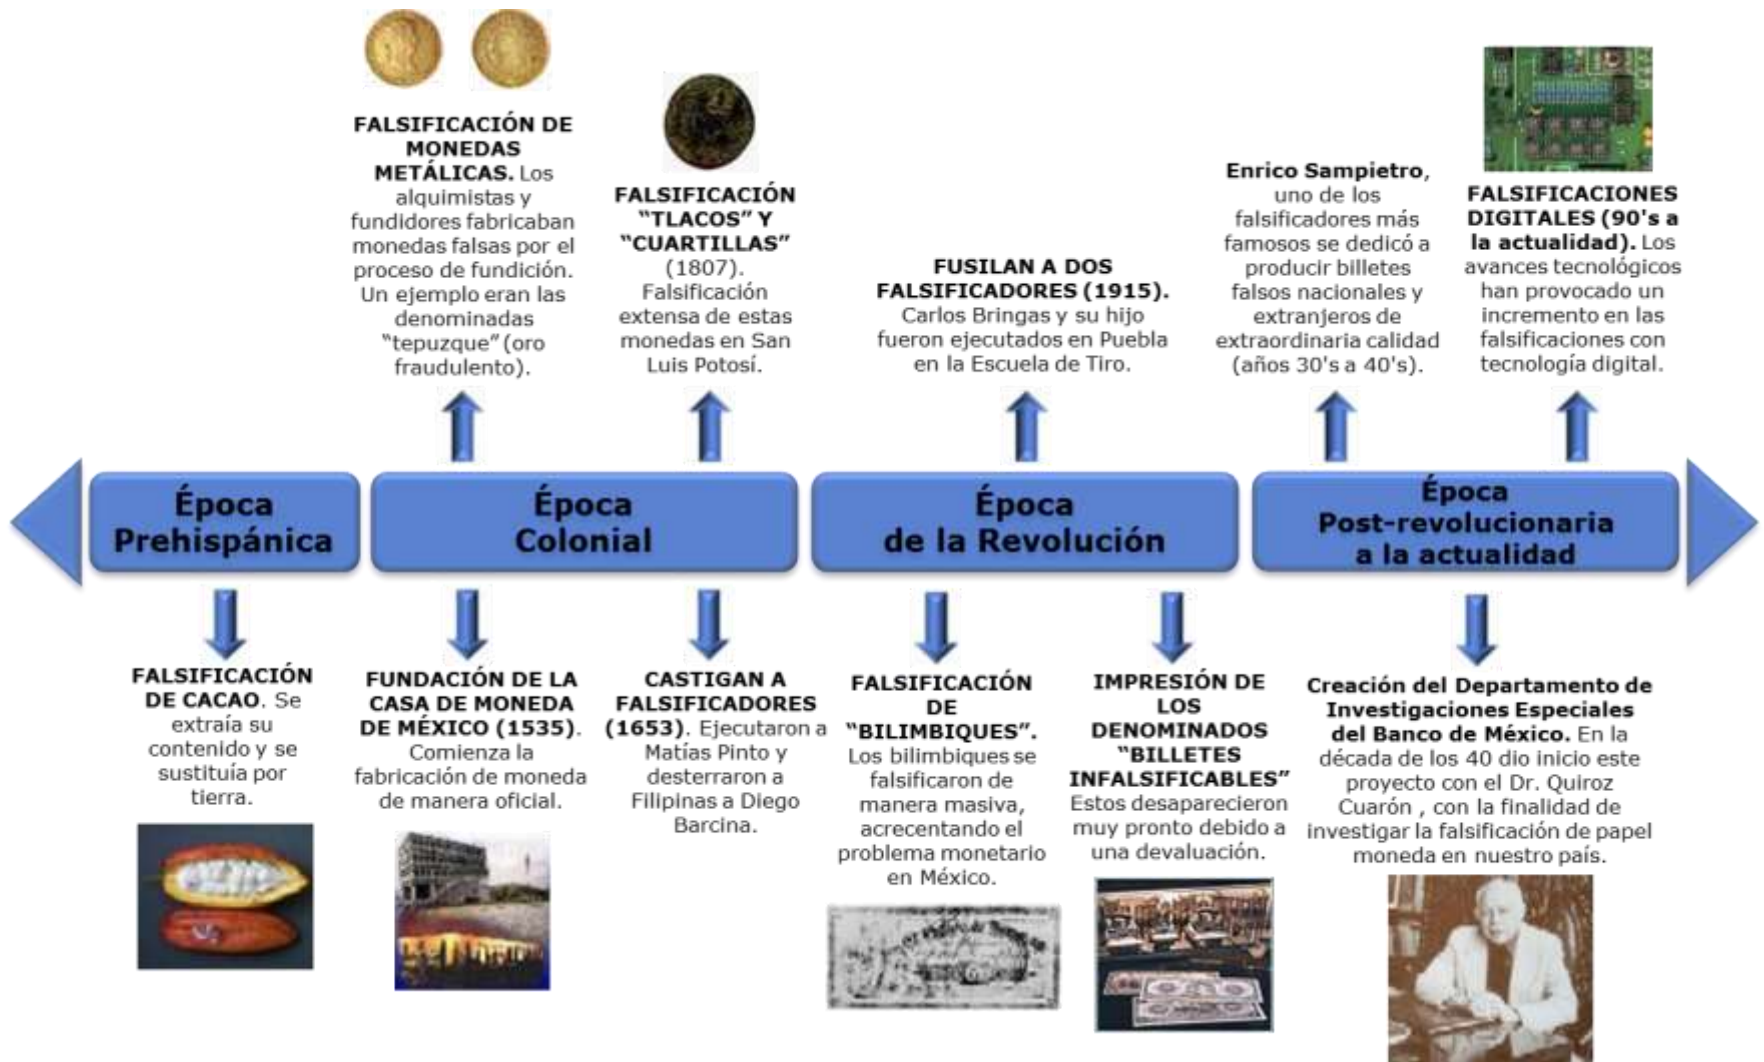 FALSIFICACIÓN DE
MONEDAS
METÁLICAS. Los
alquimistas y
fundidores fabricaban
monedas falsas por el
proceso de fundición.
Un ejemplo eran las
denominadas
"tepuzque" (oro
fraudulento).
FALSIFICACIÓN
"TLACOS" Y
"CUARTILLAS"
(1807).
Falsificación
extensa de estas
monedas en San
Luis Potosí.
FUSILAN A DOS
FALSIFICADORES (1915).
Carlos Bringas y su hijo
fueron ejecutados en Puebla
en la Escuela de Tiro.
Enrico Sampietro,
uno de los
falsificadores más
famosos se dedicó a
producir billetes
falsos nacionales y
extranjeros de
extraordinaria calidad
(años 30's a 40's).
FALSIFICACIONES
DIGITALES (90's a
la actualidad). Los
avances tecnológicos
han provocado un
incremento en las
falsificaciones con
tecnología digital.
Época
Prehispánica
Época
Colonial
Época
de la Revolución
Época
Post-revolucionaria
a la actualidad
FALSIFICACIÓN
DE CACAO. Se
extraía su
contenido y se
sustituía por
tierra.
FUNDACIÓN DE LA
CASA DE MONEDA
DE MÉXICO (1535).
Comienza la
fabricación de moneda
de manera oficial.
CASTIGAN A
FALSIFICADORES
(1653). Ejecutaron a
Matías Pinto y
desterraron a
Filipinas a Diego
Barcina.
FALSIFICACIÓN
DE
"BILIMBIQUES".
Los bilimbiques se
falsificaron de
manera masiva,
acrecentando el
problema monetario
en México.
IMPRESIÓN DE
LOS
DENOMINADOS
"BILLETES
INFALSIFICABLES"
Estos desaparecieron
muy pronto debido a
una devaluación.
Creación del Departamento de
Investigaciones Especiales
del Banco de México. En la
década de los 40 dio inicio este
proyecto con el Dr. Quiroz
Cuarón , con la finalidad de
investigar la falsificación de papel
moneda en nuestro país.